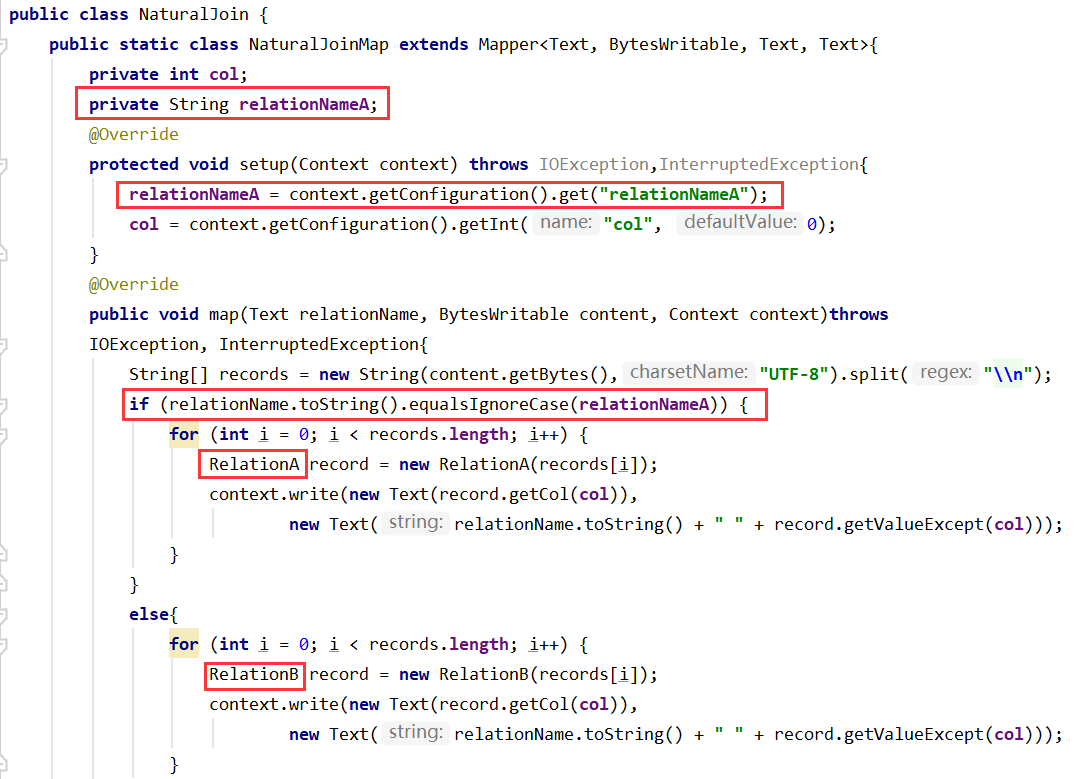 public class NaturalJoin {
public static class NaturalJoinMap extends Mapper<Text, BytesWritable, Text, Text>{
private int col;
private String relationNameA;
@Override
protected void setup(Context context) throws IOException,InterruptedException{
relationNameA = context.getConfiguration().get("relationNameA");
col = context.getConfiguration().getInt( name: "col", defaultValue: 0);
}
@Override
public void map(Text relationName, BytesWritable content, Context context)throws
IOException, InterruptedException{
String[] records = new String(content.getBytes(), charsetName: "UTF-8").split( regex: "\\n");
if (relationName.toString().equalsIgnoreCase(relationNameA)) {
for (int i = 0; i < records.length; i++) {
RelationA record = new RelationA(records[i]);
context.write(new Text(record.getCol(col)),
new Text( string: relationName.toString() + " " + record.getValueExcept(col)));
}
}
else{
for (int i = 0; i < records.length; i++) {
RelationB record = new RelationB(records[i]);
context.write(new Text(record.getCol(col)),
new Text( string: relationName.toString() + " " + record.getValueExcept(col)));
}